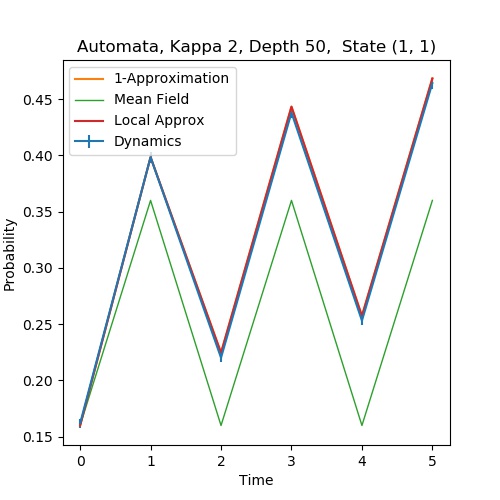 Automata, Kappa 2, Depth 50,  State (1, 1)
1-Approximation
Mean Field
Local Approx
Dynamics
0.45
0.40
0.35
0.30
0.25
0.20
0.15
Probability
0 1 2 3 4 5
Time